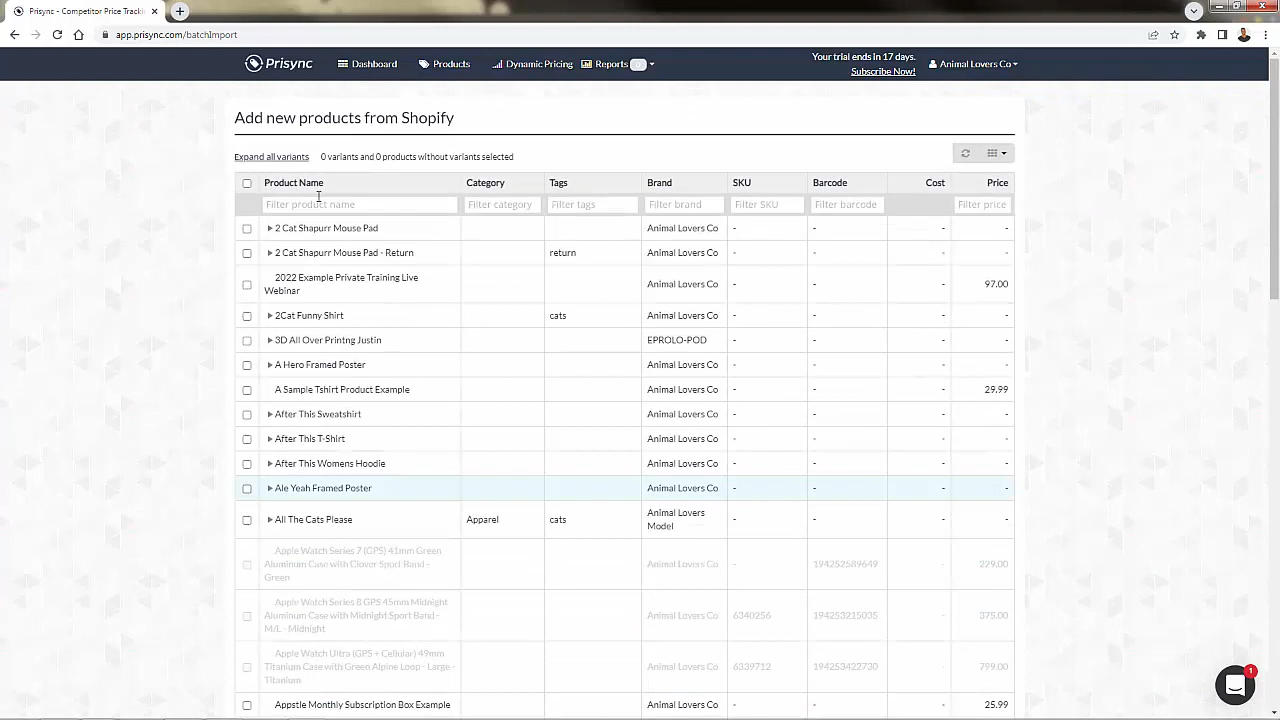 Prisync - Competitor Price Tracki
app.prisync.com/batchImport
Prisync
Dashboard
Products
Dynamic Pricing
Reports
Your trial ends in 17 days.
Subscribe Now!
Animal Lovers Co
Add new products from Shopify
Expand all variants 0 variants and 0 products without variants selected
Product Name Category Tags Brand SKU Barcode Cost Price
Filter product name Filter category Filter tags Filter brand Filter SKU Filter barcode Filter price
2 Cat Shapurr Mouse Pad Animal Lovers Co - - - -
2 Cat Shapurr Mouse Pad - Return return Animal Lovers Co - - - -
2022 Example Private Training Live
Webinar
Animal Lovers Co - - - 97.00
2Cat Funny Shirt cats Animal Lovers Co - - - -
3D All Over Printng Justin EPROLO-POD - - - -
A Hero Framed Poster Animal Lovers Co - - - -
A Sample Tshirt Product Example Animal Lovers Co - - - 29.99
After This Sweatshirt Animal Lovers Co - - - -
After This T-Shirt Animal Lovers Co - - - -
After This Womens Hoodie Animal Lovers Co - - - -
Ale Yeah Framed Poster Animal Lovers Co - - - -
All The Cats Please Apparel cats
Animal Lovers
Model
- - - -
Apple Watch Series 7 (GPS) 41mm Green
Aluminum Case with Clover Sport Band -
Green
Animal Lovers Co - 194252589649 - 229.00
Apple Watch Series 8 GPS 45mm Midnight
Aluminum Case with Midnight Sport Band -
M/L - Midnight
Animal Lovers Co 6340256 194253215035 - 375.00
Apple Watch Ultra (GPS + Cellular) 49mm
Titanium Case with Green Alpine Loop - Large -
Titanium
Animal Lovers Co 6339712 194253422730 - 799.00
Appstle Monthly Subscription Box Example Animal Lovers Co - - - 25.99
1